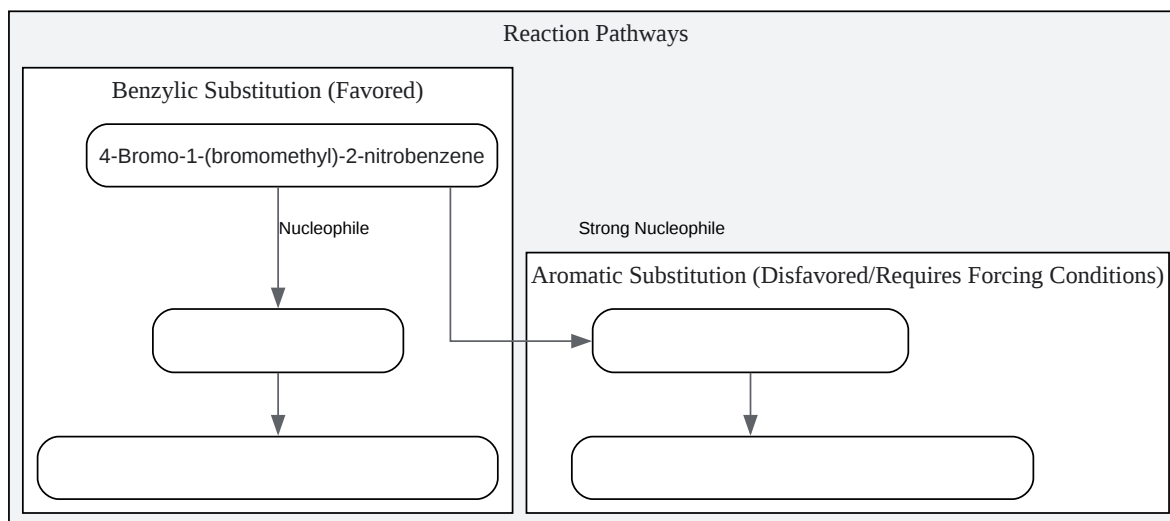 Reaction Pathways
Benzylic Substitution (Favored)
4-Bromo-1-(bromomethyl)-2-nitrobenzene
Nucleophile
Strong Nucleophile
Aromatic Substitution (Disfavored/Requires Forcing Conditions)